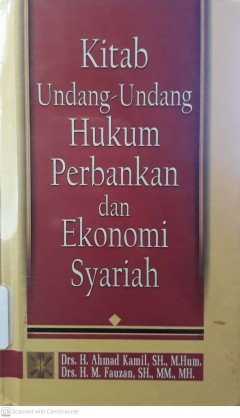 Kitab
Undang-Undang
Hukum
Perbankan
dan
Ekonomi
Syariah
Drs. H. Ahmad Kamil, SH., M.Hum.
Drs. H. M. Fauzan, SH., MM., MH.
CS Scanned with CamScanner